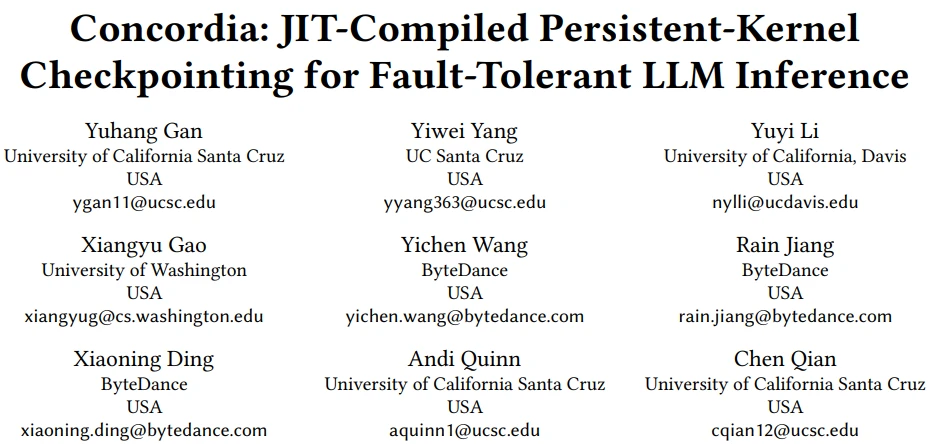 Concordia: JIT-Compiled Persistent-Kernel
Checkpointing for Fault-Tolerant LLM Inference
Yuhang Gan
University of California Santa Cruz
USA
ygan11@ucsc.edu
Yiwei Yang
UC Santa Cruz
USA
yyang363@ucsc.edu
Yuyi Li
University of California, Davis
USA
nylli@ucdavis.edu
Xiangyu Gao
University of Washington
USA
xiangyug@cs.washington.edu
Yichen Wang
ByteDance
USA
yichen.wang@bytedance.com
Rain Jiang
ByteDance
USA
rain.jiang@bytedance.com
Xiaoning Ding
ByteDance
USA
xiaoning.ding@bytedance.com
Andi Quinn
University of California Santa Cruz
USA
aquinn1@ucsc.edu
Chen Qian
University of California Santa Cruz
USA
cqian12@ucsc.edu